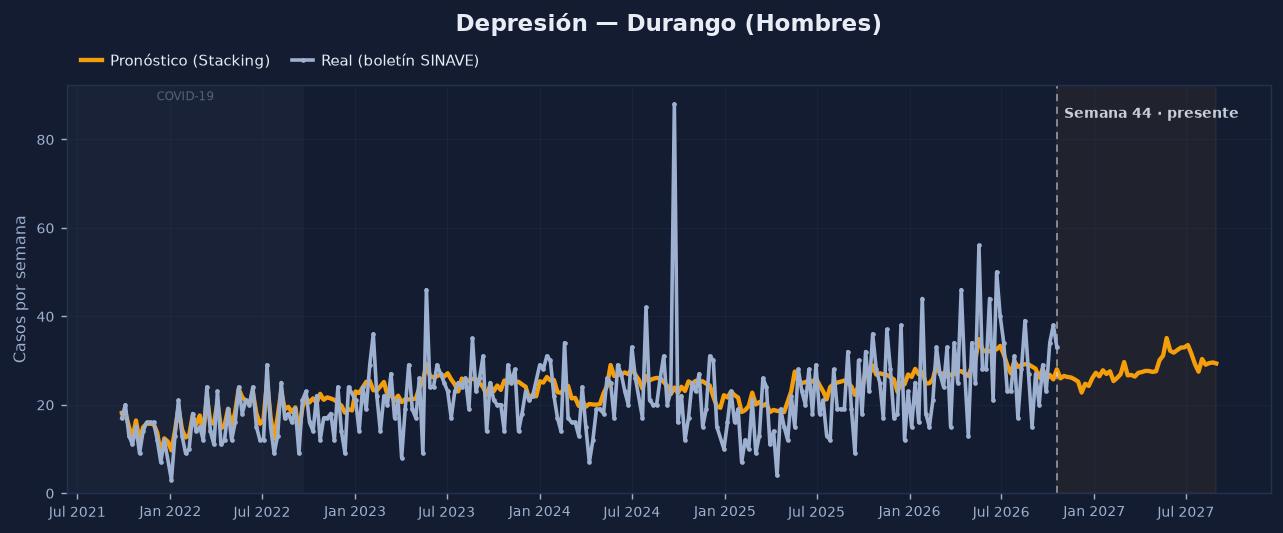 Depresión — Durango (Hombres)
Pronóstico (Stacking)
Real (boletín SINAVE)
COVID-19
Semana 44 · presente
Casos por semana
80
60
40
20
0
Jul 2021
Jan 2022
Jul 2022
Jan 2023
Jul 2023
Jan 2024
Jul 2024
Jan 2025
Jul 2025
Jan 2026
Jul 2026
Jan 2027
Jul 2027